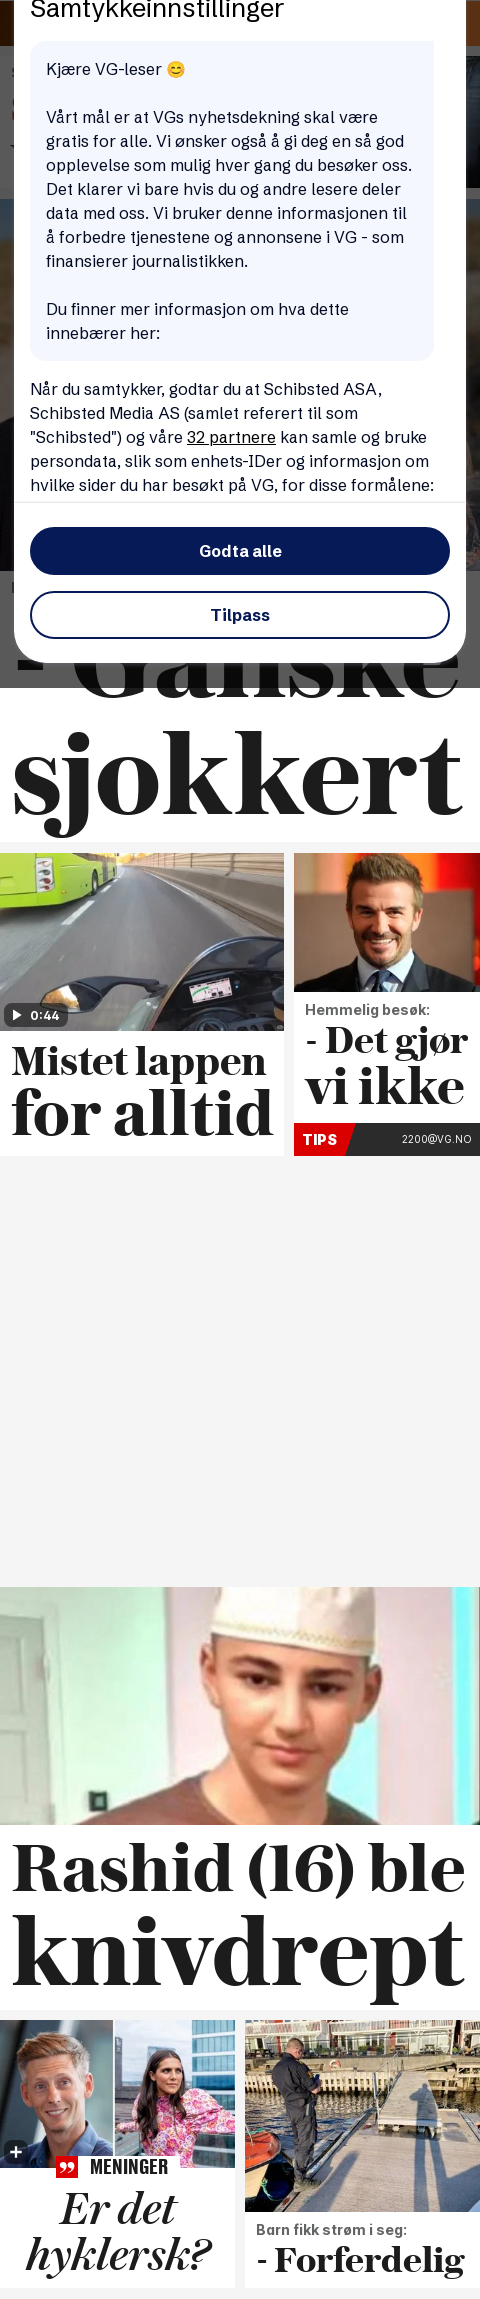 Samtykkeinnstillinger
Kjære VG-leser 😊
Vårt mål er at VGs nyhetsdekning skal være
gratis for alle. Vi ønsker også å gi deg en så god
opplevelse som mulig hver gang du besøker oss.
Det klarer vi bare hvis du og andre lesere deler
data med oss. Vi bruker denne informasjonen til
å forbedre tjenestene og annonsene i VG - som
finansierer journalistikken.
Du finner mer informasjon om hva dette
innebærer her:
Når du samtykker, godtar du at Schibsted ASA,
Schibsted Media AS (samlet referert til som
"Schibsted") og våre 32 partnere kan samle og bruke
persondata, slik som enhets-IDer og informasjon om
hvilke sider du har besøkt på VG, for disse formålene:
Godta alle
Tilpass
- Ganske
sjokkert
0:44
Mistet lappen
for alltid
Hemmelig besøk:
- Det gjør
vi ikke
TIPS
2200@VG.NO
Rashid (16) ble
knivdrept
MENINGER
Er det
hyklersk?
Barn fikk strøm i seg:
- Forferdelig